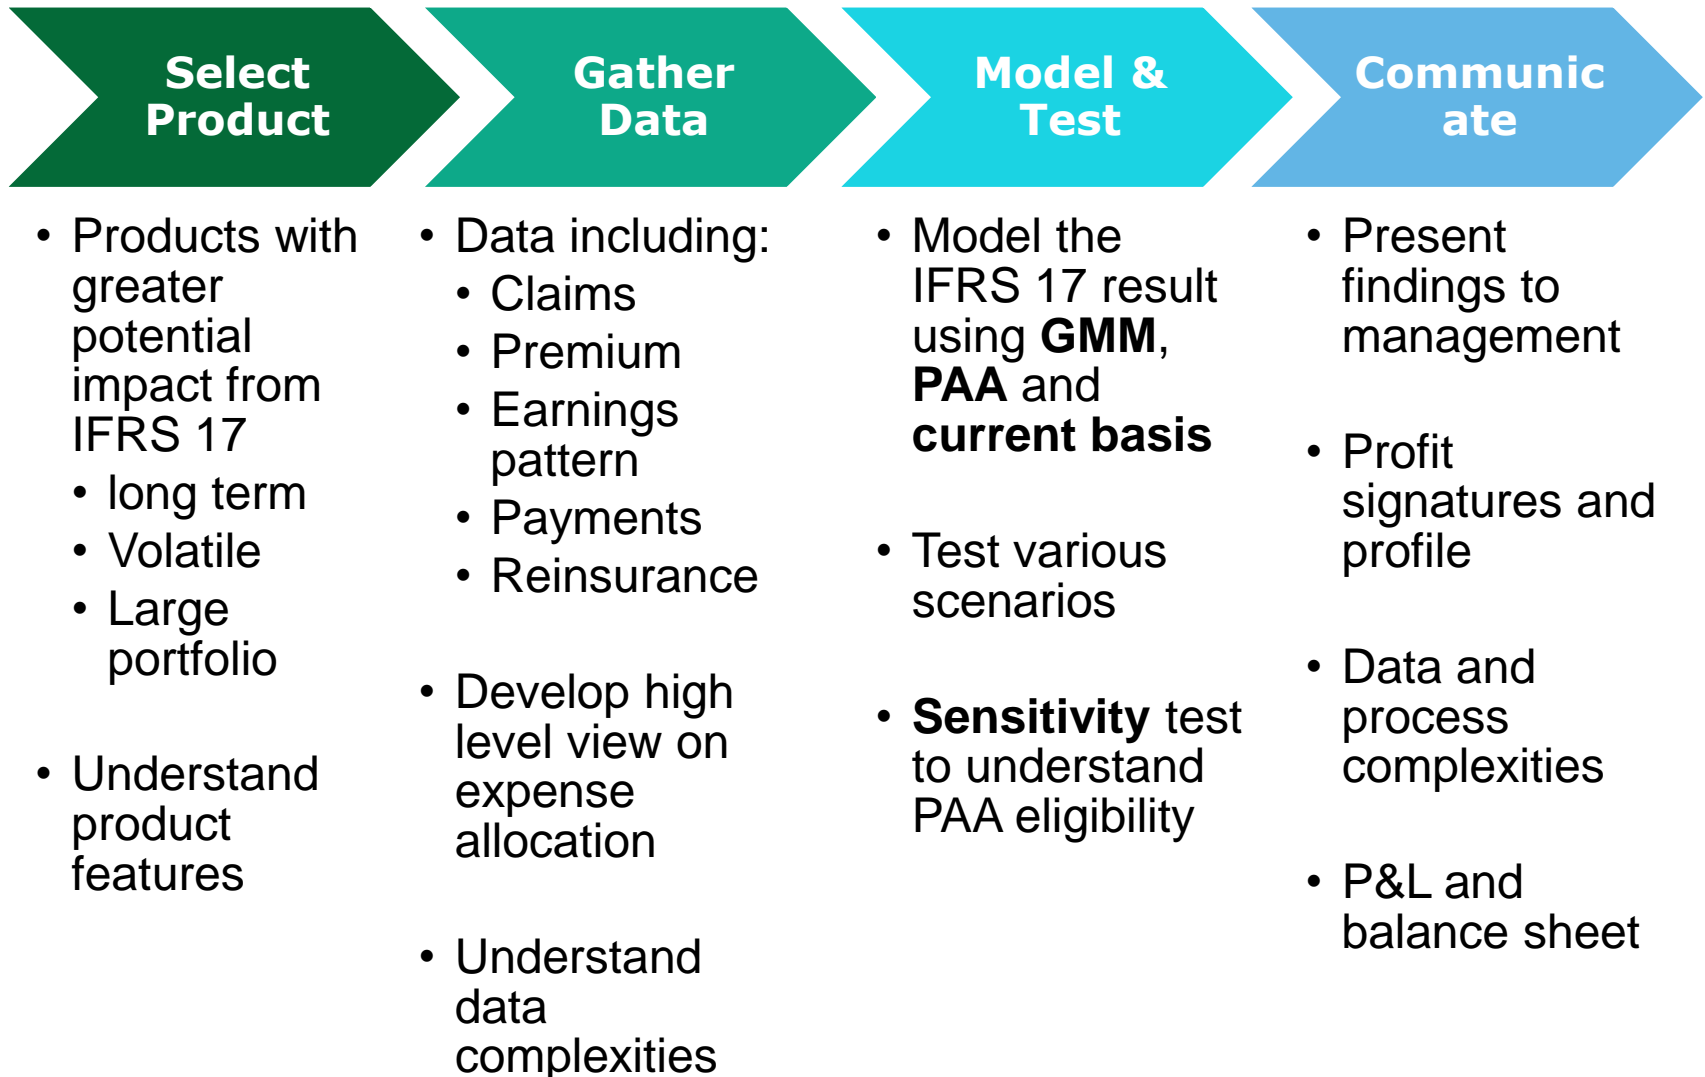 Select
Product
Gather
Data
Model &
Test
Communic
ate
• Products with
greater
potential
impact from
IFRS 17
• long term
• Volatile
• Large
portfolio
• Understand
product
features
• Data including:
• Claims
• Premium
• Earnings
pattern
• Payments
• Reinsurance
• Develop high
level view on
expense
allocation
• Understand
data
complexities
• Model the
IFRS 17 result
using GMM,
PAA and
current basis
• Test various
scenarios
• Sensitivity test
to understand
PAA eligibility
• Present
findings to
management
• Profit
signatures and
profile
• Data and
process
complexities
• P&L and
balance sheet